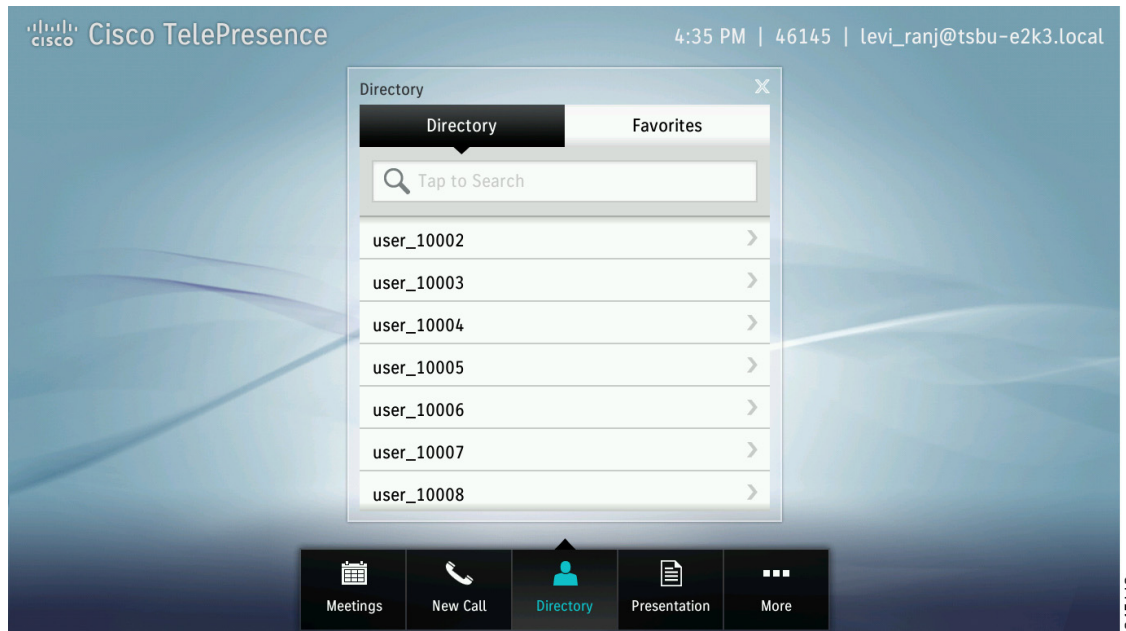 cisco Cisco TelePresence
4:35 PM | 46145 | levi_ranj@tsbu-e2k3.local
Directory
Directory Favorites
Tap to Search
user_10002
user_10003
user_10004
user_10005
user_10006
user_10007
user_10008
Meetings New Call Directory Presentation More